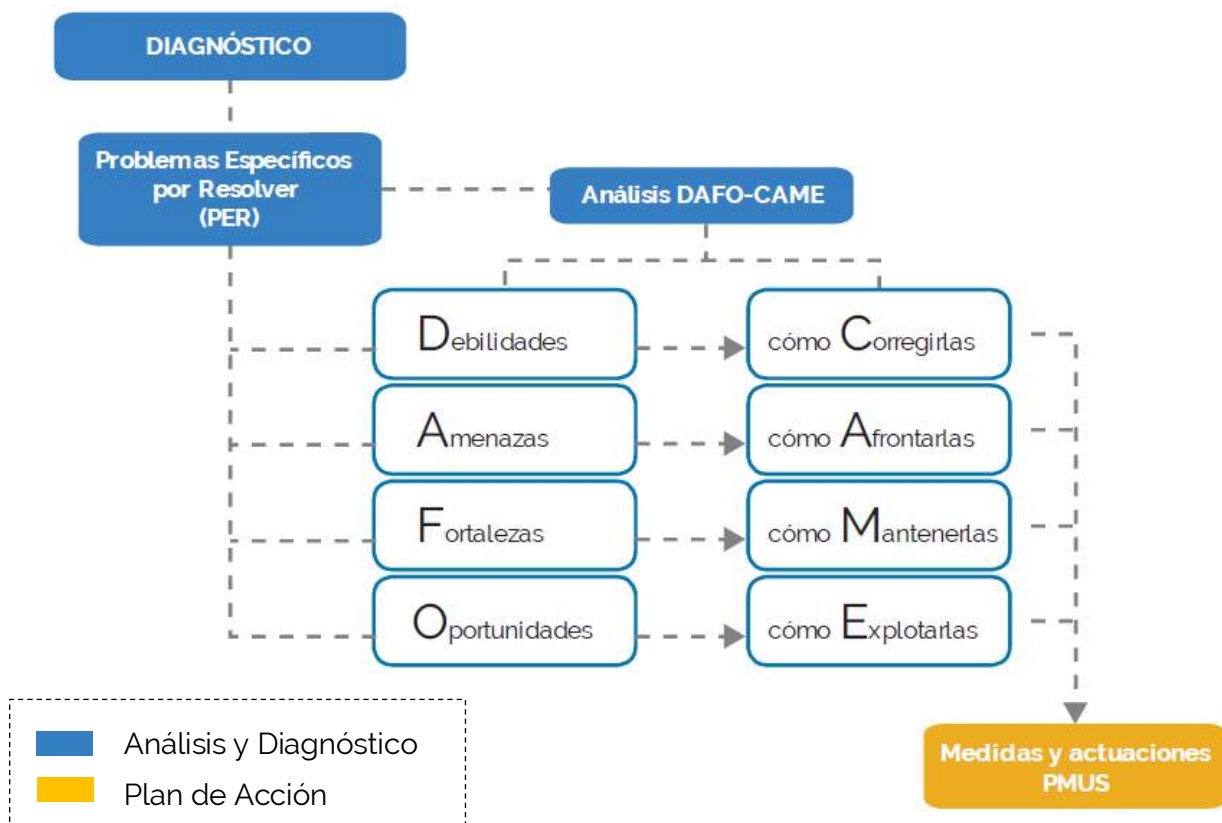 DIAGNÓSTICO
Problemas Específicos
por Resolver
(PER)
Análisis DAFO-CAME
Debilidades
cómo Corregirlas
Amenazas
cómo Afrontarlas
Fortalezas
cómo Mantenerlas
Oportunidades
cómo Explotarlas
Análisis y Diagnóstico
Plan de Acción
Medidas y actuaciones
PMUS